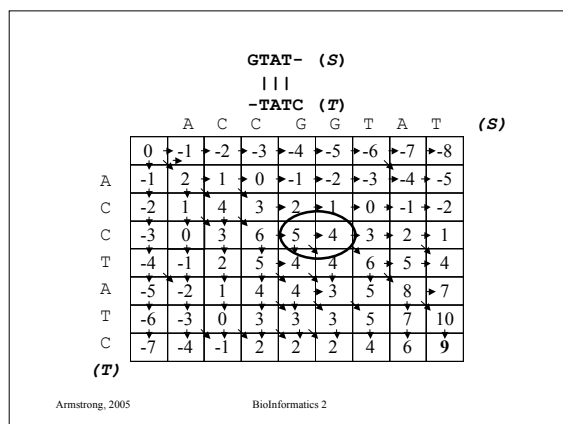 GTAT- (S)
|||
-TATC (T)
A C C G G T A T (S)
0 -1 -2 -3 -4 -5 -6 -7 -8
A -1 2 1 0 -1 -2 -3 -4 -5
C -2 1 4 3 2 1 0 -1 -2
C -3 0 3 6 5 4 3 2 1
T -4 -1 2 5 4 4 6 5 4
A -5 -2 1 4 4 3 5 8 7
T -6 -3 0 3 3 3 5 7 10
C -7 -4 -1 2 2 2 4 6 9
(T)
Armstrong, 2005 BioInformatics 2